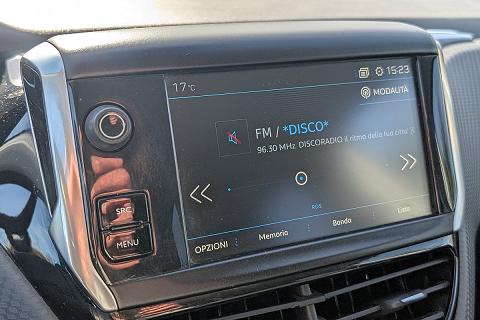 17°C
15:23
MODALITÀ
FM / *DISCO*
96.30 MHz DISCORADIO il ritmo della tua citta'
SRC
RDS
MENU
OPZIONI
Memoria
Banda
Lista